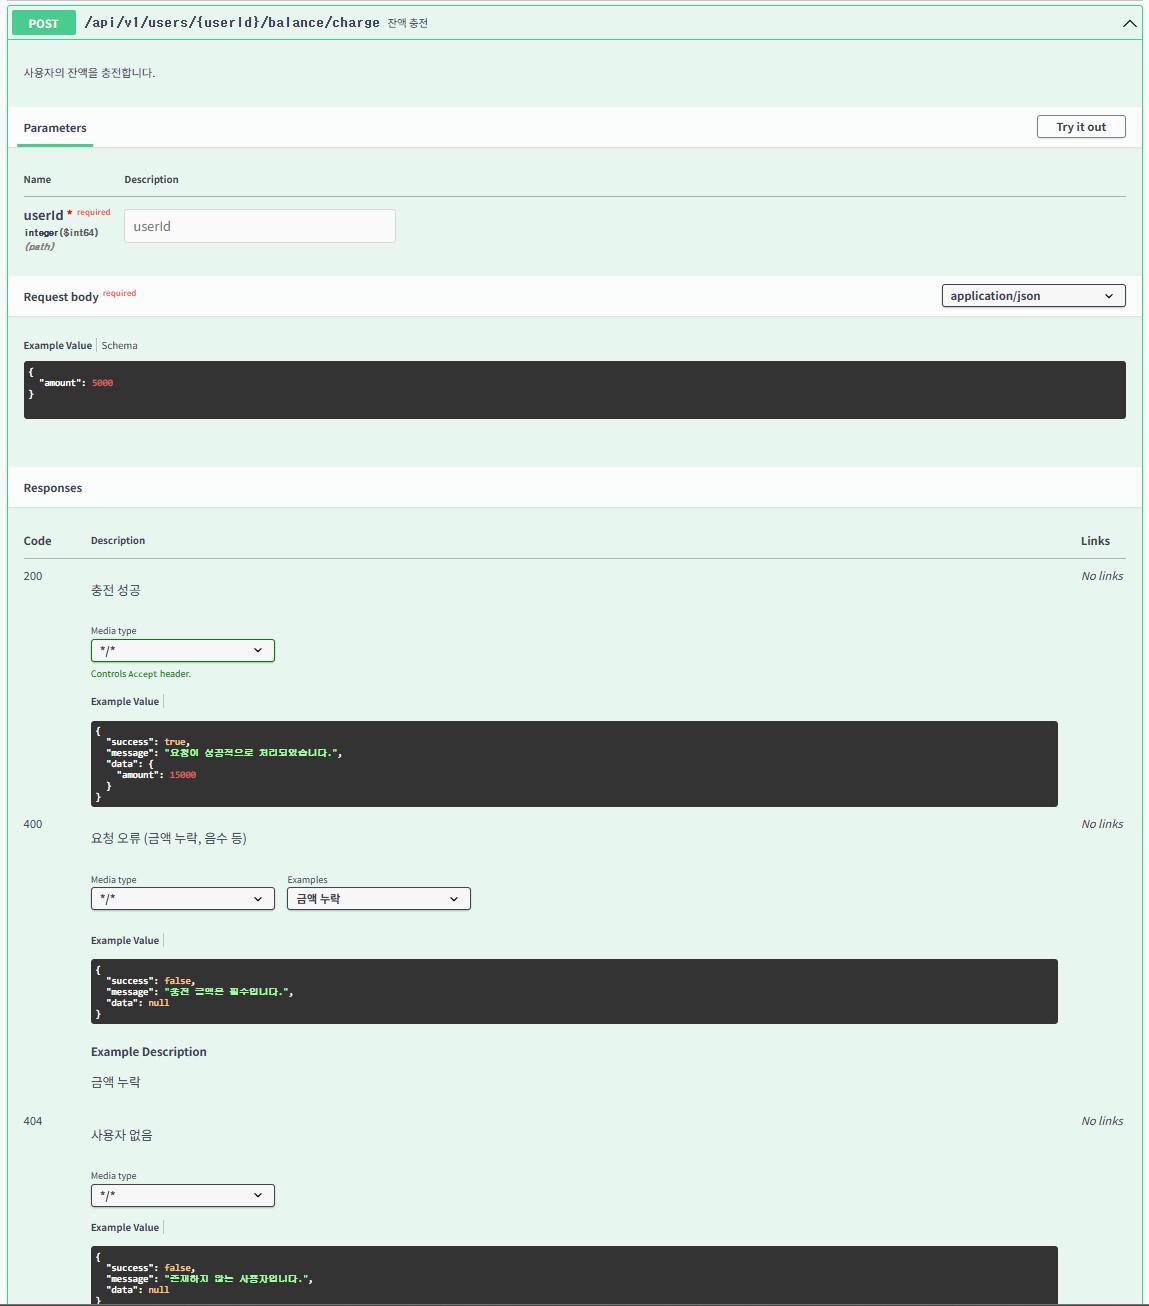 POST /api/v1/users/{userId}/balance/charge 잔액 충전
사용자의 잔액을 충전합니다.
Parameters
Try it out
Name Description
userId * required
integer($int64)
(path)
userId
Request body required
application/json
Example Value Schema
{
"amount": 5000
}
Responses
Code Description Links
200 No links
충전 성공
Media type
*/*
Controls Accept header.
Example Value
{
"success": true,
"message": "요청이 성공적으로 처리되었습니다.",
"data": {
"amount": 15000
}
}
400 No links
요청 오류 (금액 누락, 음수 등)
Media type Examples
*/* 금액 누락
Example Value
{
"success": false,
"message": "충전 금액은 필수입니다.",
"data": null
}
Example Description
금액 누락
404 No links
사용자 없음
Media type
*/*
Example Value
{
"success": false,
"message": "존재하지 않는 사용자입니다.",
"data": null
}